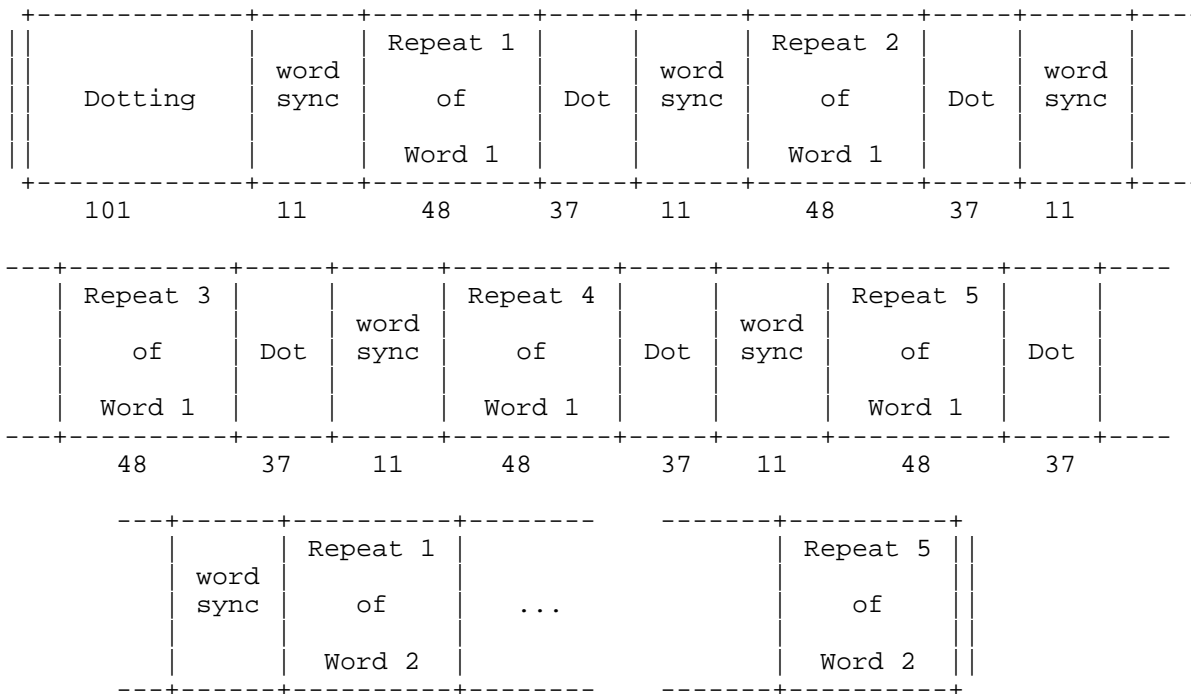 Repeat 1 Repeat 2
word word word
Dotting sync of Dot sync of Dot sync
Word 1 Word 1
101 11 48 37 11 48 37 11
Repeat 3 Repeat 4 Repeat 5
word word
of Dot sync of Dot sync of Dot
Word 1 Word 1 Word 1
48 37 11 48 37 11 48 37
Repeat 1 Repeat 5
word
sync of ... of
Word 2 Word 2